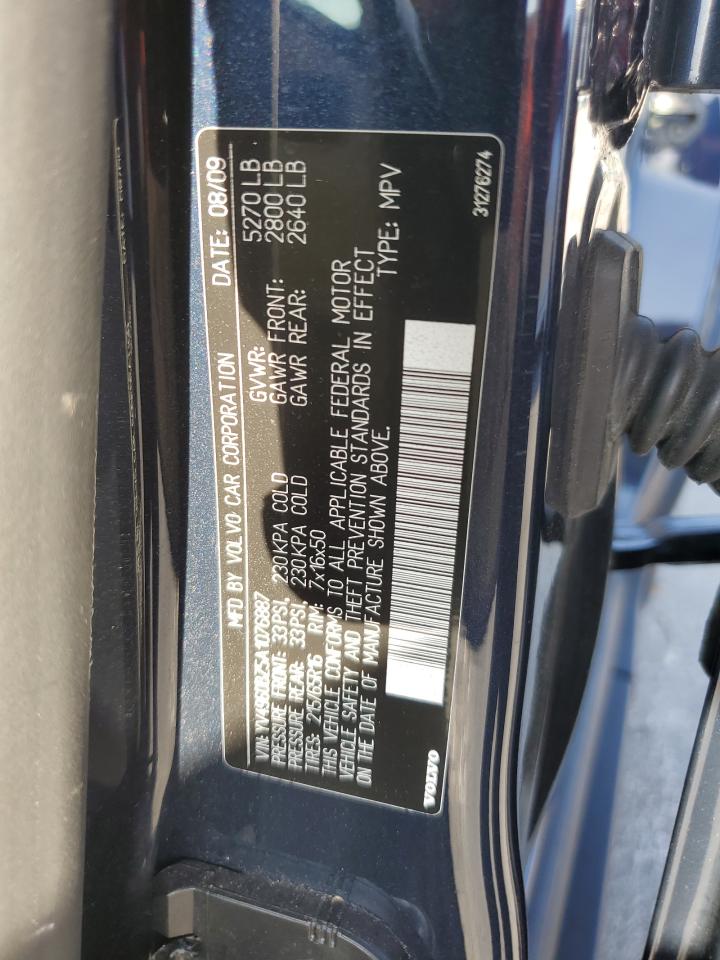 MFD BY VOLVO CAR CORPORATION DATE: 08/09
VIN: YV4960BZ5A1076887 GVWR: 5270 LB
PRESSURE FRONT: 33PSI, 230KPA COLD GAWR FRONT: 2800 LB
PRESSURE REAR: 33PSI, 230KPA COLD GAWR REAR: 2640 LB
TIRES: 215/65R16 RIM: 7x16x50
THIS VEHICLE CONFORMS TO ALL APPLICABLE FEDERAL MOTOR
VEHICLE SAFETY AND THEFT PREVENTION STANDARDS IN EFFECT
ON THE DATE OF MANUFACTURE SHOWN ABOVE. TYPE: MPV
VOLVO
31276274